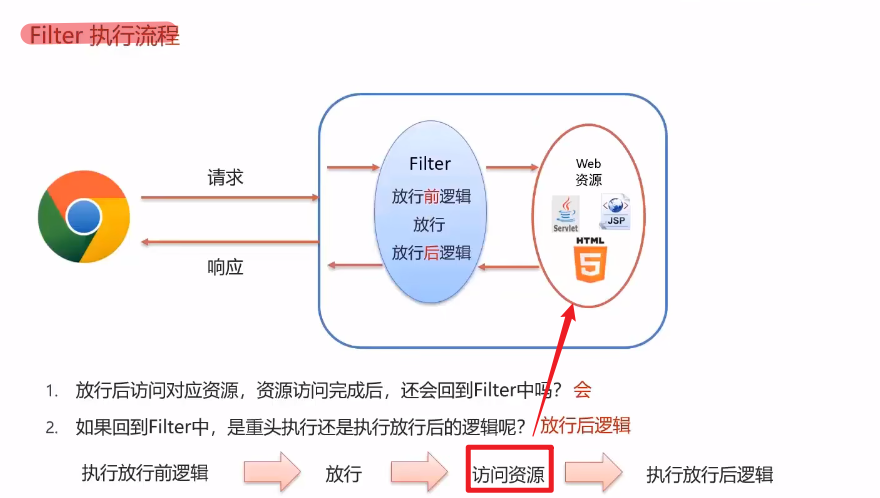 Filter 执行流程
请求
响应
Filter
放行前逻辑
放行
放行后逻辑
Web
资源
Servlet
JSP
HTML
5
1. 放行后访问对应资源，资源访问完成后，还会回到Filter中吗？ 会
2. 如果回到Filter中，是重头执行还是执行放行后的逻辑呢？ 放行后逻辑
执行放行前逻辑 放行 访问资源 执行放行后逻辑